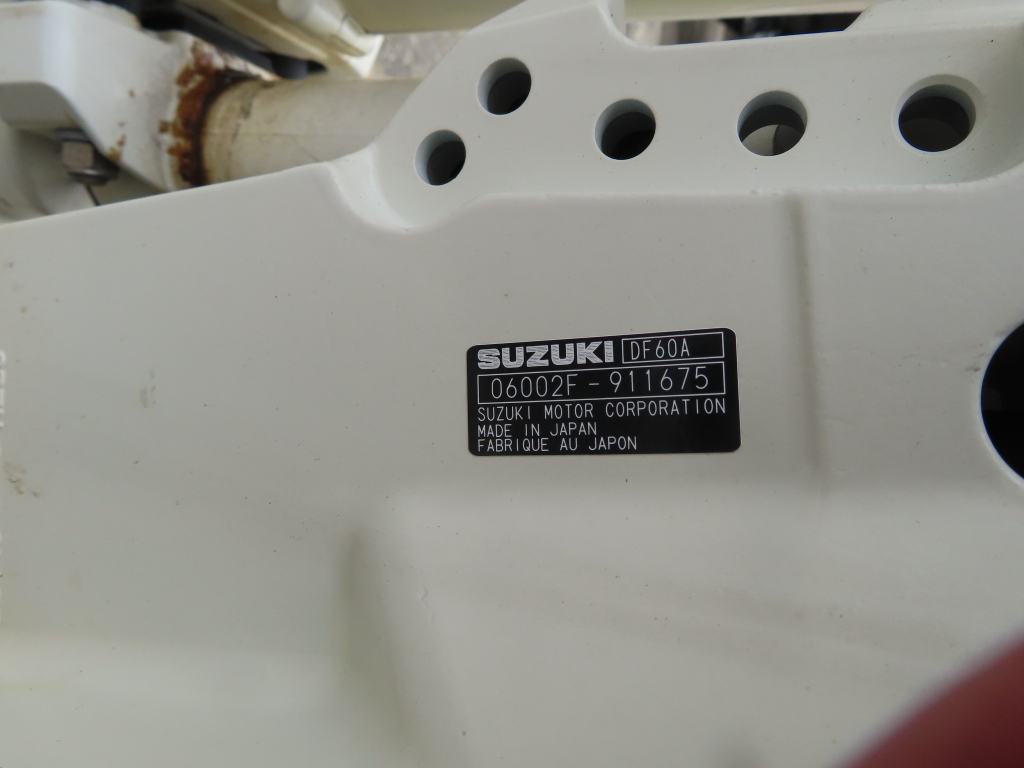 SUZUKI DF60A
06002F-911675
SUZUKI MOTOR CORPORATION
MADE IN JAPAN
FABRIQUE AU JAPON